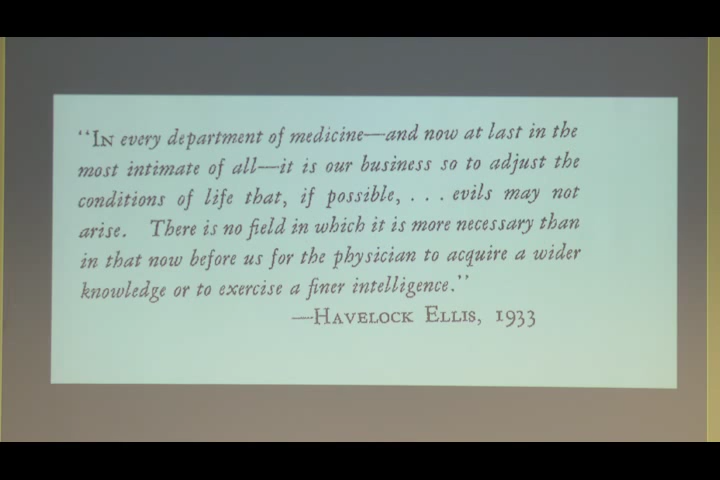 “In every department of medicine—and now at last in the
most intimate of all—it is our business so to adjust the
conditions of life that, if possible, . . . evils may not
arise. There is no field in which it is more necessary than
in that now before us for the physician to acquire a wider
knowledge or to exercise a finer intelligence.”
—Havelock Ellis, 1933